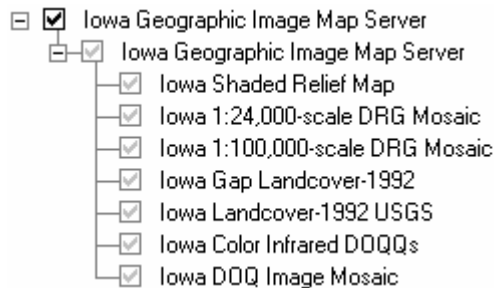 Iowa Geographic Image Map Server
Iowa Geographic Image Map Server
Iowa Shaded Relief Map
Iowa 1:24,000-scale DRG Mosaic
Iowa 1:100,000-scale DRG Mosaic
Iowa Gap Landcover-1992
Iowa Landcover-1992 USGS
Iowa Color Infrared DOQQs
Iowa DOQ Image Mosaic